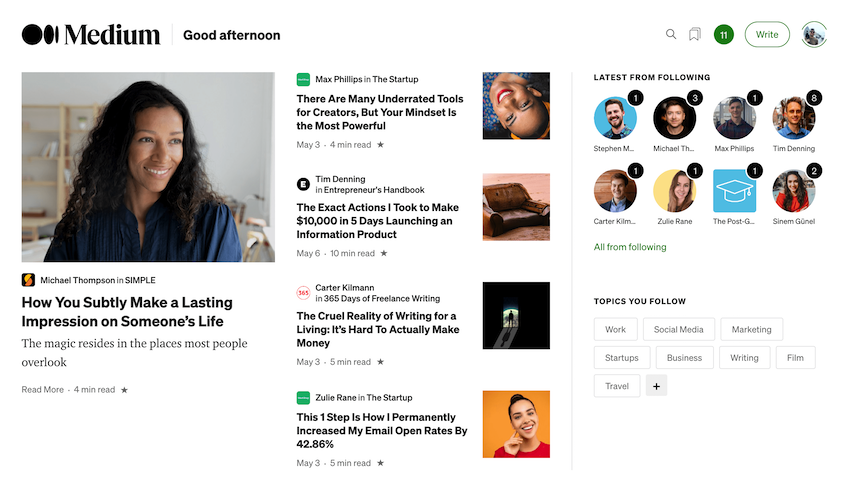 Medium
Good afternoon
11
Write
Michael Thompson in SIMPLE
How You Subtly Make a Lasting
Impression on Someone's Life
The magic resides in the places most people
overlook
Read More · 4 min read ★
Max Phillips in The Startup
There Are Many Underrated Tools
for Creators, But Your Mindset Is
the Most Powerful
May 3 · 4 min read ★
E
Tim Denning
in Entrepreneur's Handbook
The Exact Actions I Took to Make
$10,000 in 5 Days Launching an
Information Product
May 6 · 10 min read ★
365
Carter Kilmann
in 365 Days of Freelance Writing
The Cruel Reality of Writing for a
Living: It's Hard To Actually Make
Money
May 3 · 5 min read ★
Zulie Rane in The Startup
This 1 Step Is How I Permanently
Increased My Email Open Rates By
42.86%
May 3 · 5 min read ★
LATEST FROM FOLLOWING
1 3 1 8
Stephen M... Michael Th... Max Phillips Tim Denning
1 1 1 2
Carter Kilm... Zulie Rane The Post-G... Sinem Günel
All from following
TOPICS YOU FOLLOW
Work Social Media Marketing
Startups Business Writing Film
Travel +